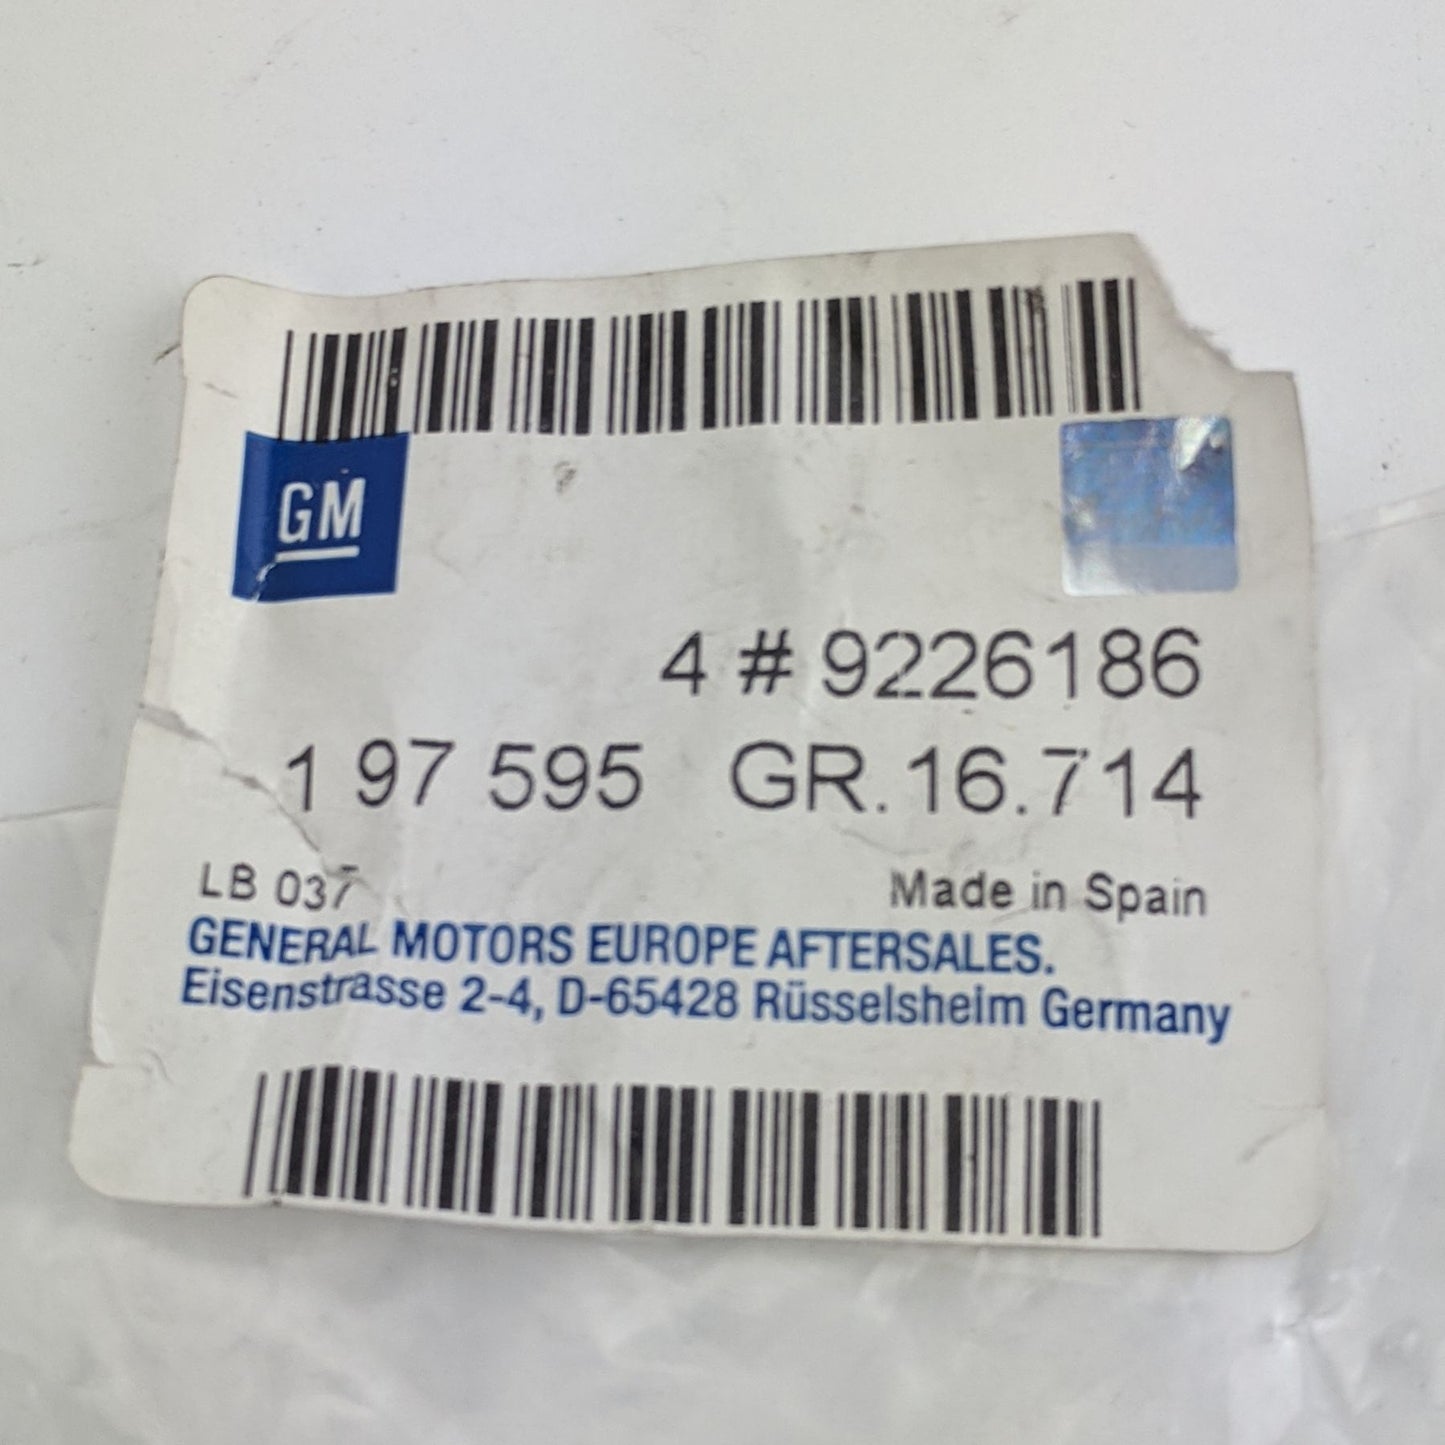 GM
4 # 9226186
1 97 595 GR. 16.714
LB 037 Made in Spain
GENERAL MOTORS EUROPE AFTERSALES.
Eisenstrasse 2-4, D-65428 Rüsselsheim Germany